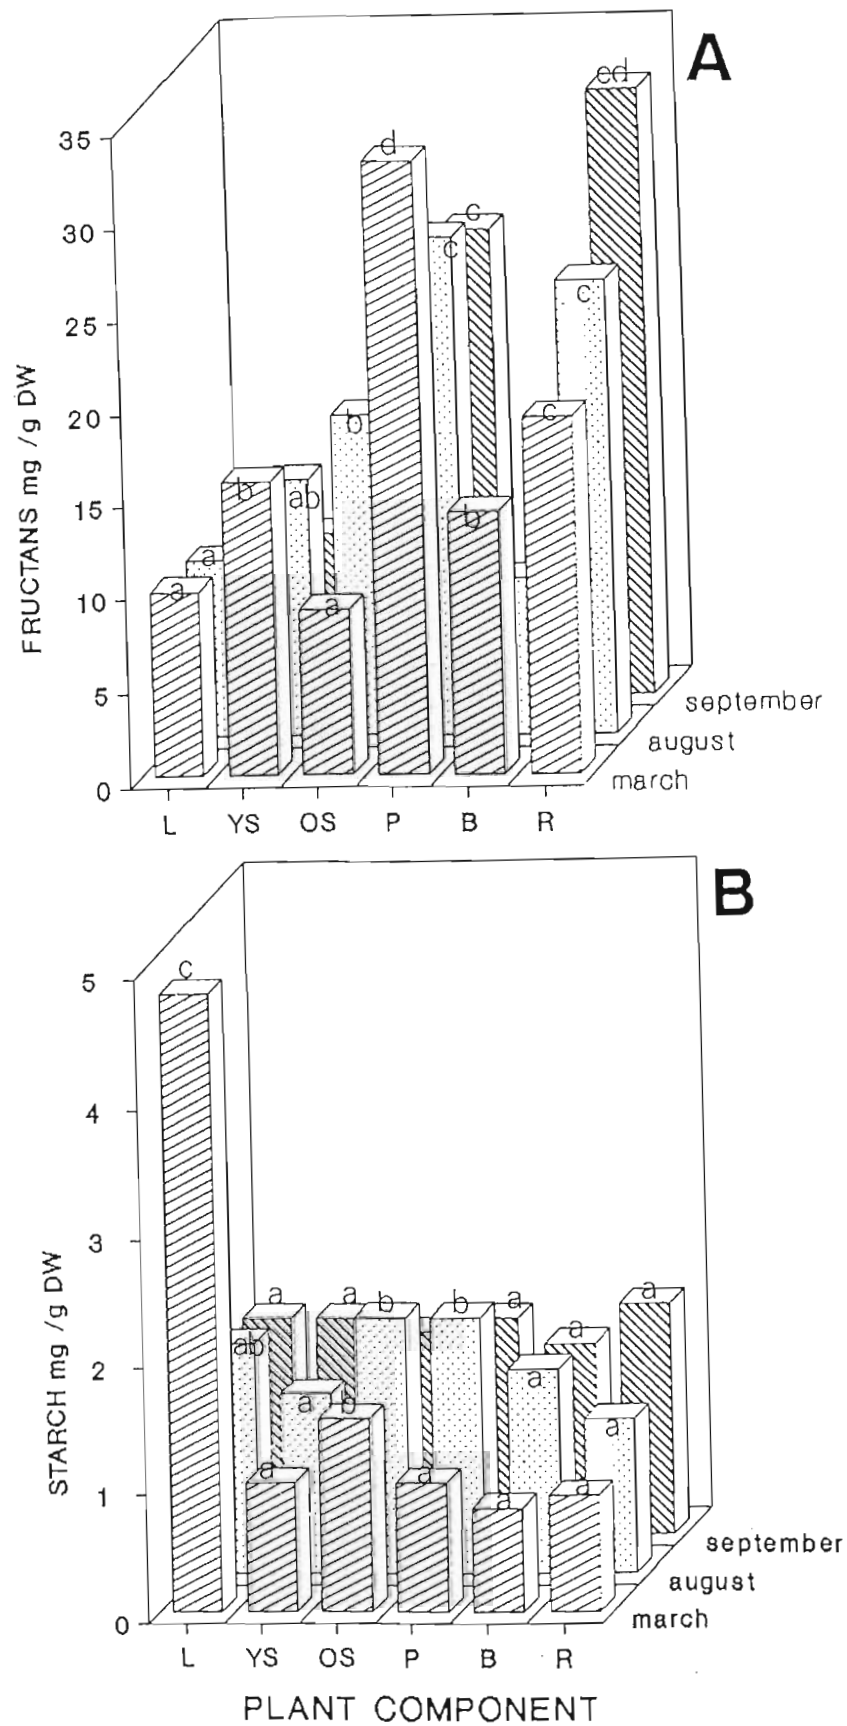 A
ed
35
d
30
c
c
c
25
FRUCTANS mg /g DW
20
b
c
15
b
ab
b
a
10
a
a
5
september
august
march
0
L YS OS P B R
B
5
c
4
STARCH mg /g DW
3
a a b b a a a
2
ab
a b
a
a
a a
a a
1
september
august
march
0
L YS OS P B R
PLANT COMPONENT